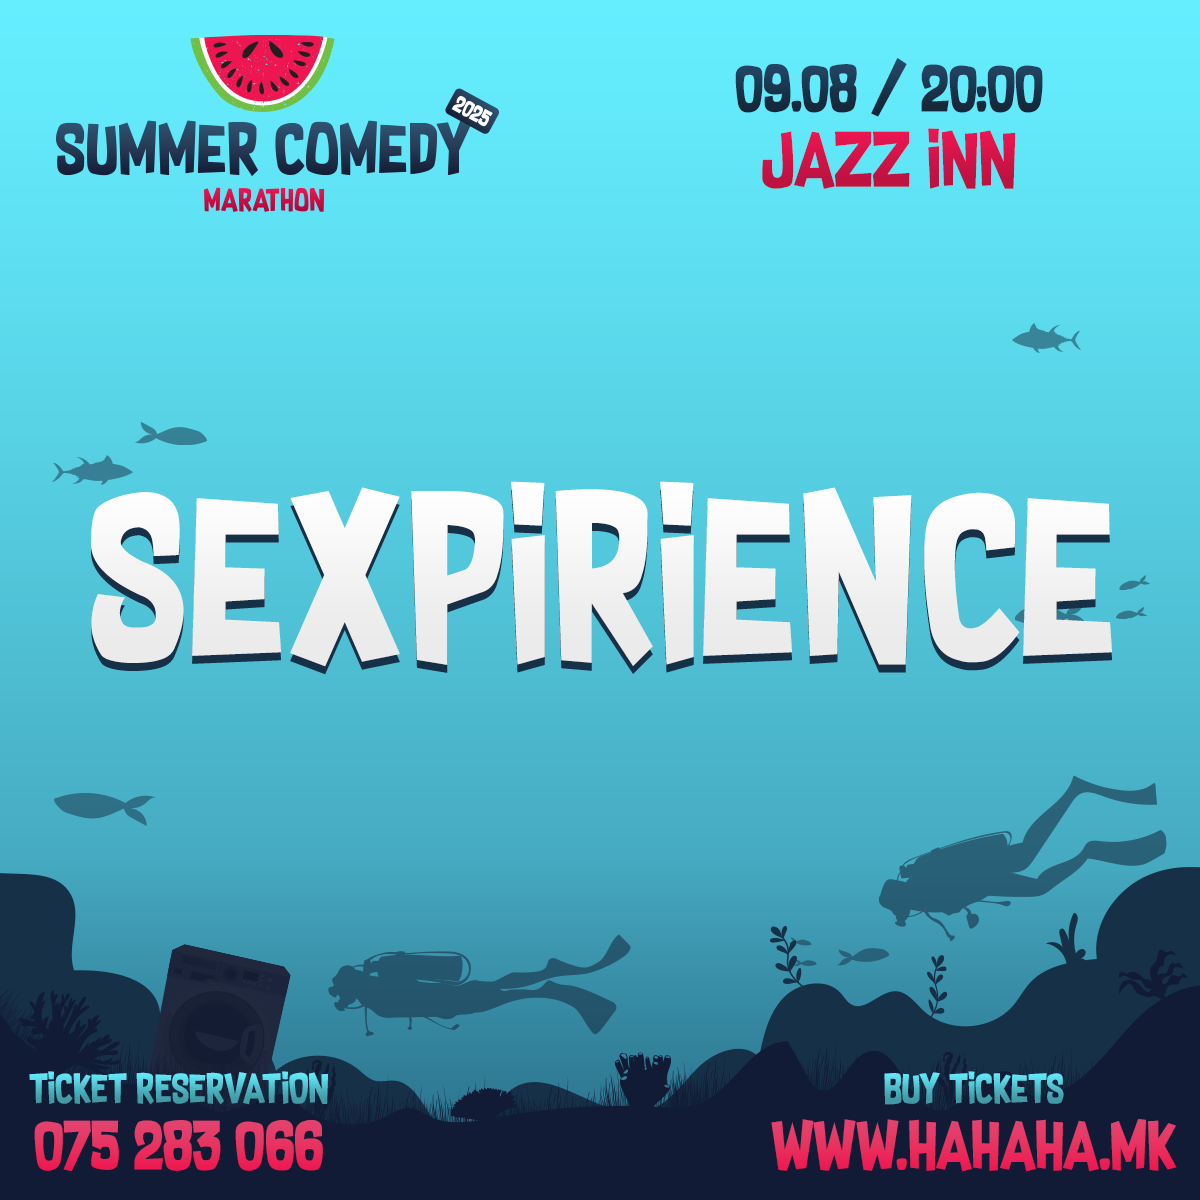 SUMMER COMEDY
2025
MARATHON
09.08 / 20:00
JAZZ iNN
SEXPiRiENCE
TiCKET RESERVATiON
075 283 066
BUY TiCKETS
WWW.HAHAHA.MK